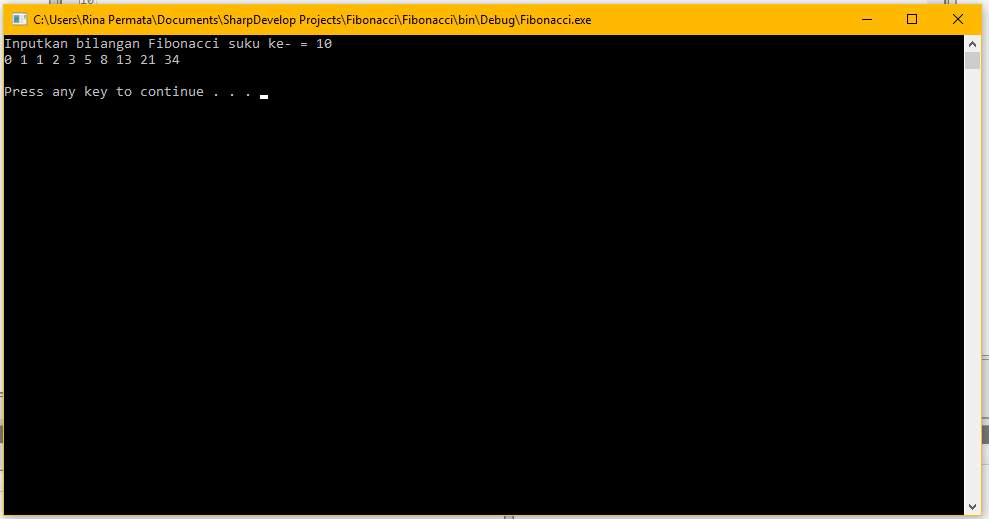 10
C:\Users\Rina Permata\Documents\SharpDevelop Projects\Fibonacci\Fibonacci\bin\Debug\Fibonacci.exe
Inputkan bilangan Fibonacci suku ke- = 10
0 1 1 2 3 5 8 13 21 34
Press any key to continue . . .